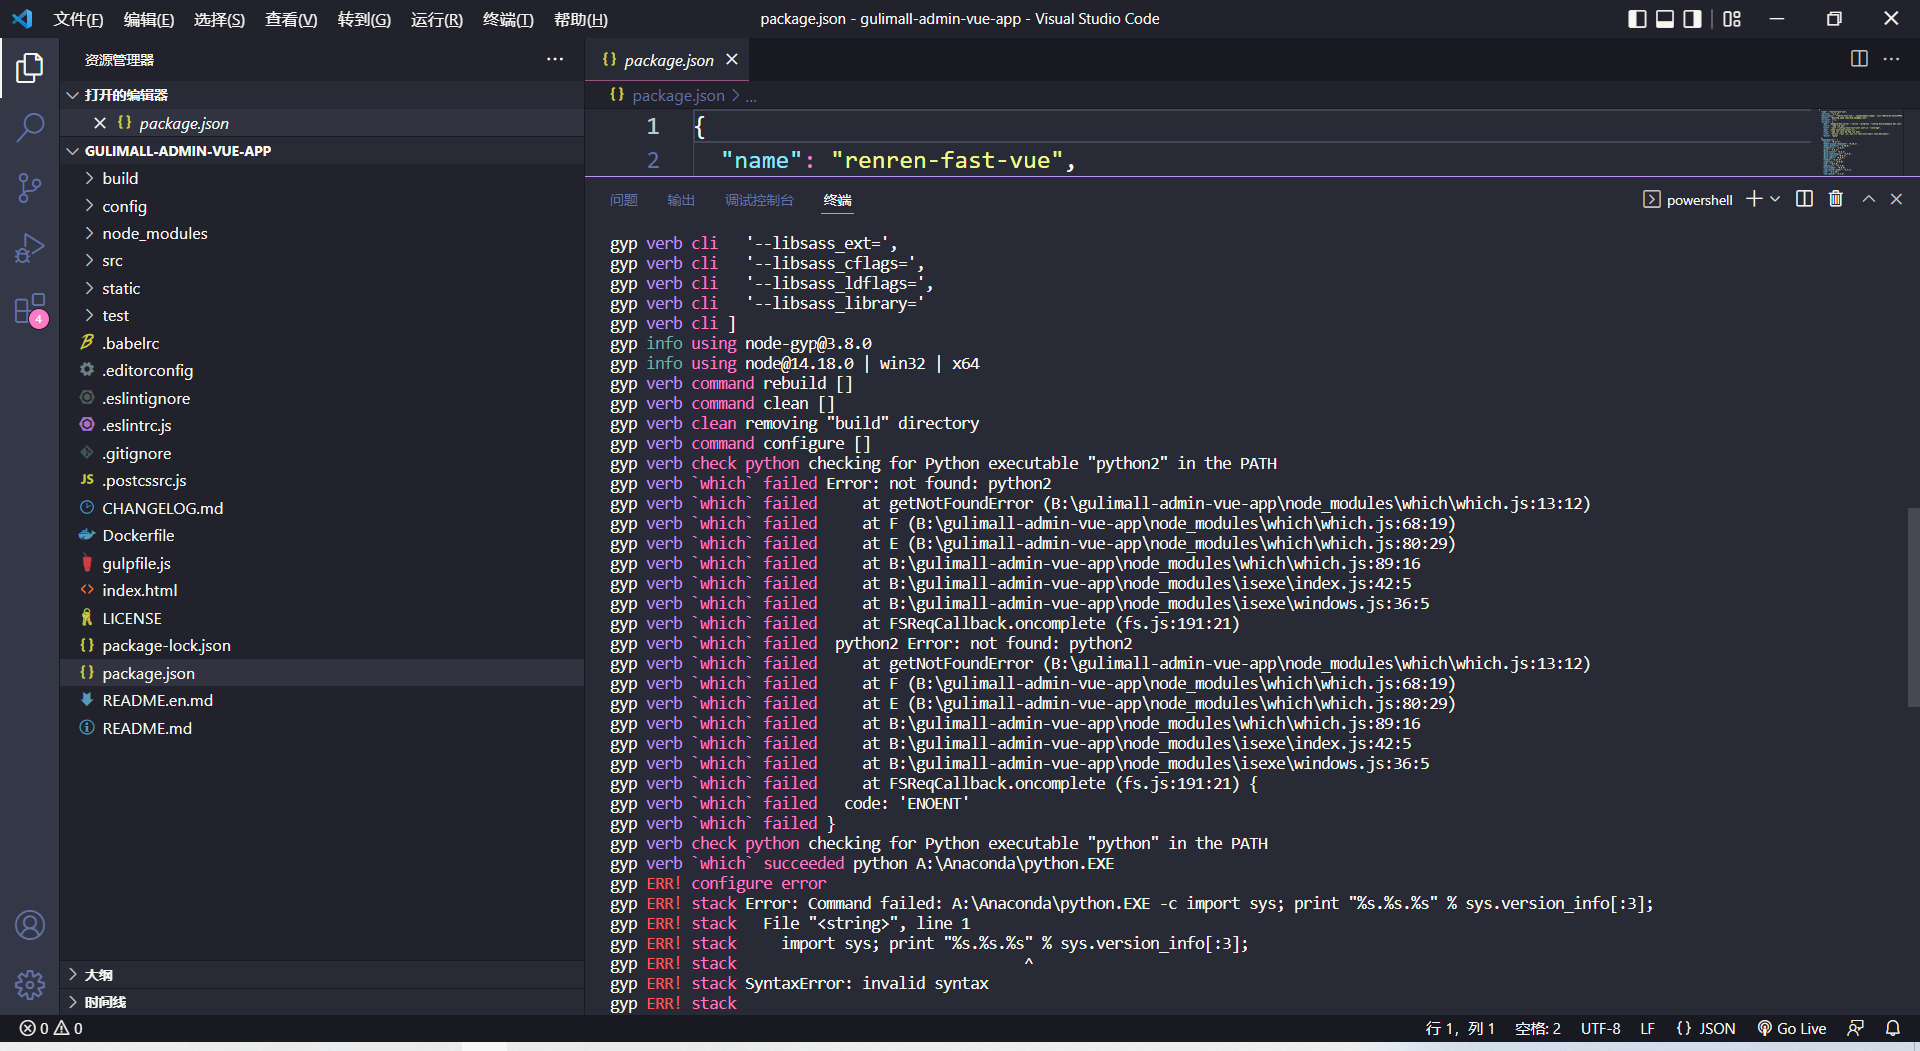 文件(F) 编辑(E) 选择(S) 查看(V) 转到(G) 运行(R) 终端(T) 帮助(H) package.json - gulimall-admin-vue-app - Visual Studio Code
资源管理器
打开的编辑器
package.json
GULIMALL-ADMIN-VUE-APP
build
config
node_modules
src
static
test
.babelrc
.editorconfig
.eslintignore
.eslintrc.js
.gitignore
.postcssrc.js
CHANGELOG.md
Dockerfile
gulpfile.js
index.html
LICENSE
package-lock.json
package.json
README.en.md
README.md
大纲
时间线
4
package.json
package.json > ...
1 {
2 "name": "renren-fast-vue",
问题 输出 调试控制台 终端 powershell
gyp verb cli   '--libsass_ext=',
gyp verb cli   '--libsass_cflags=',
gyp verb cli   '--libsass_ldflags=',
gyp verb cli   '--libsass_library='
gyp verb cli ]
gyp info using node-gyp@3.8.0
gyp info using node@14.18.0 | win32 | x64
gyp verb command rebuild []
gyp verb command clean []
gyp verb clean removing "build" directory
gyp verb command configure []
gyp verb check python checking for Python executable "python2" in the PATH
gyp verb `which` failed Error: not found: python2
gyp verb `which` failed     at getNotFoundError (B:\gulimall-admin-vue-app\node_modules\which\which.js:13:12)
gyp verb `which` failed     at F (B:\gulimall-admin-vue-app\node_modules\which\which.js:68:19)
gyp verb `which` failed     at E (B:\gulimall-admin-vue-app\node_modules\which\which.js:80:29)
gyp verb `which` failed     at B:\gulimall-admin-vue-app\node_modules\which\which.js:89:16
gyp verb `which` failed     at B:\gulimall-admin-vue-app\node_modules\isexe\index.js:42:5
gyp verb `which` failed     at B:\gulimall-admin-vue-app\node_modules\isexe\windows.js:36:5
gyp verb `which` failed     at FSReqCallback.oncomplete (fs.js:191:21)
gyp verb `which` failed  python2 Error: not found: python2
gyp verb `which` failed     at getNotFoundError (B:\gulimall-admin-vue-app\node_modules\which\which.js:13:12)
gyp verb `which` failed     at F (B:\gulimall-admin-vue-app\node_modules\which\which.js:68:19)
gyp verb `which` failed     at E (B:\gulimall-admin-vue-app\node_modules\which\which.js:80:29)
gyp verb `which` failed     at B:\gulimall-admin-vue-app\node_modules\which\which.js:89:16
gyp verb `which` failed     at B:\gulimall-admin-vue-app\node_modules\isexe\index.js:42:5
gyp verb `which` failed     at B:\gulimall-admin-vue-app\node_modules\isexe\windows.js:36:5
gyp verb `which` failed     at FSReqCallback.oncomplete (fs.js:191:21) {
gyp verb `which` failed   code: 'ENOENT'
gyp verb `which` failed }
gyp verb check python checking for Python executable "python" in the PATH
gyp verb `which` succeeded python A:\Anaconda\python.EXE
gyp ERR! configure error
gyp ERR! stack Error: Command failed: A:\Anaconda\python.EXE -c import sys; print "%s.%s.%s" % sys.version_info[:3];
gyp ERR! stack   File "<string>", line 1
gyp ERR! stack     import sys; print "%s.%s.%s" % sys.version_info[:3];
gyp ERR! stack                                ^
gyp ERR! stack SyntaxError: invalid syntax
gyp ERR! stack
0 0 行 1，列 1 空格: 2 UTF-8 LF {} JSON Go Live